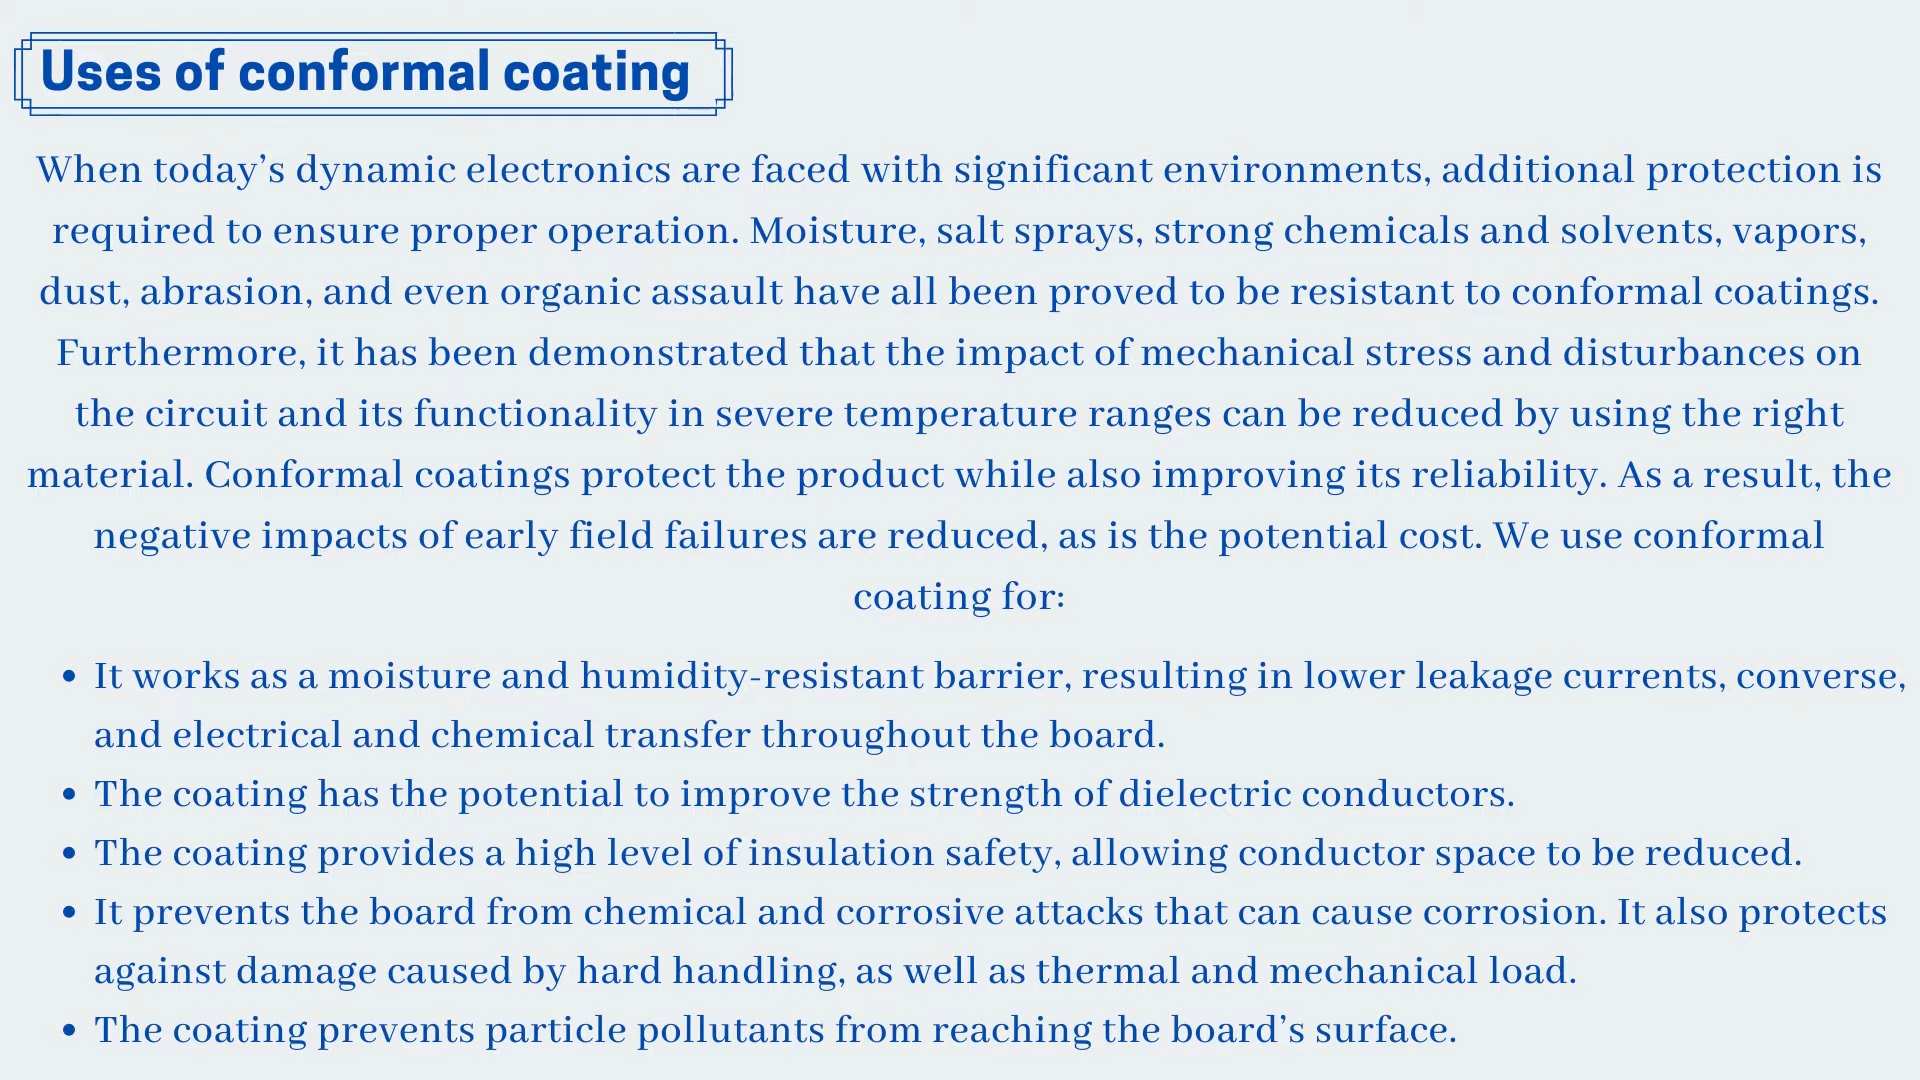 Uses of conformal coating
When today’s dynamic electronics are faced with significant environments, additional protection is
required to ensure proper operation. Moisture, salt sprays, strong chemicals and solvents, vapors,
dust, abrasion, and even organic assault have all been proved to be resistant to conformal coatings.
Furthermore, it has been demonstrated that the impact of mechanical stress and disturbances on
the circuit and its functionality in severe temperature ranges can be reduced by using the right
material. Conformal coatings protect the product while also improving its reliability. As a result, the
negative impacts of early field failures are reduced, as is the potential cost. We use conformal
coating for:
• It works as a moisture and humidity-resistant barrier, resulting in lower leakage currents, converse,
and electrical and chemical transfer throughout the board.
• The coating has the potential to improve the strength of dielectric conductors.
• The coating provides a high level of insulation safety, allowing conductor space to be reduced.
• It prevents the board from chemical and corrosive attacks that can cause corrosion. It also protects
against damage caused by hard handling, as well as thermal and mechanical load.
• The coating prevents particle pollutants from reaching the board’s surface.